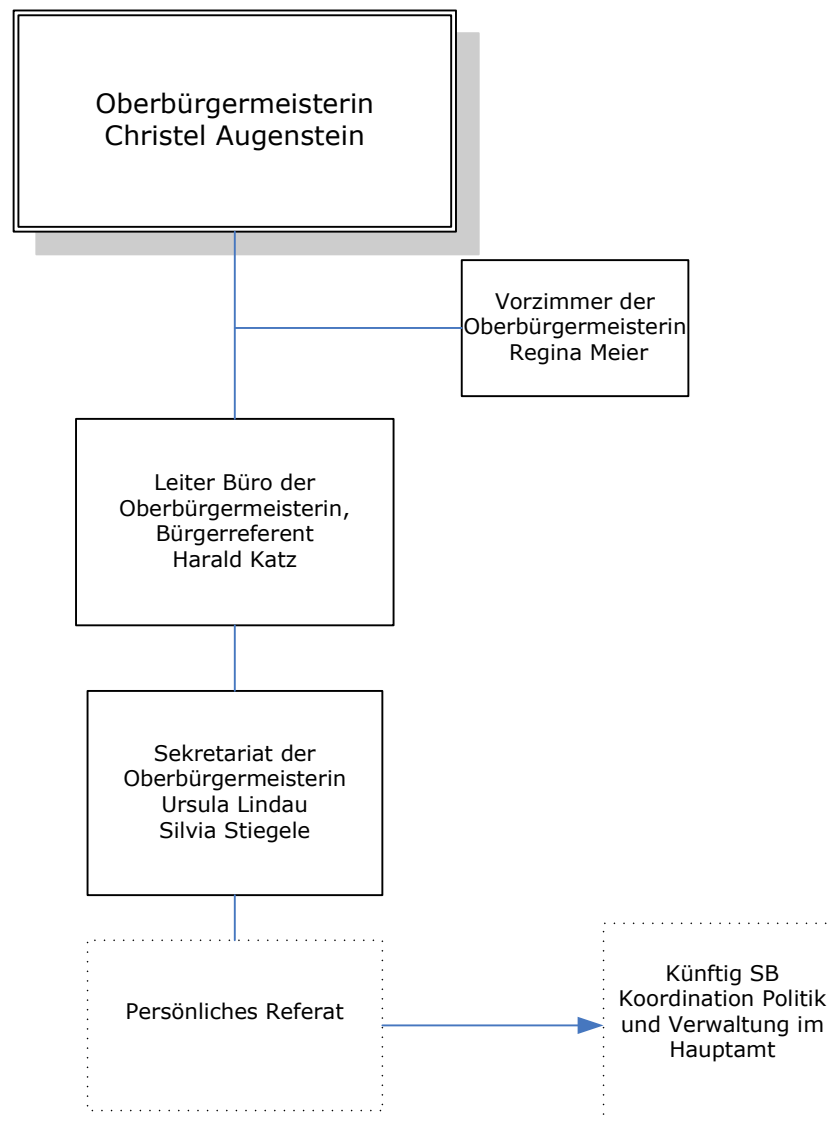 Oberbürgermeisterin
Christel Augenstein
Vorzimmer der
Oberbürgermeisterin
Regina Meier
Leiter Büro der
Oberbürgermeisterin,
Bürgerreferent
Harald Katz
Sekretariat der
Oberbürgermeisterin
Ursula Lindau
Silvia Stiegele
Persönliches Referat
Künftig SB
Koordination Politik
und Verwaltung im
Hauptamt